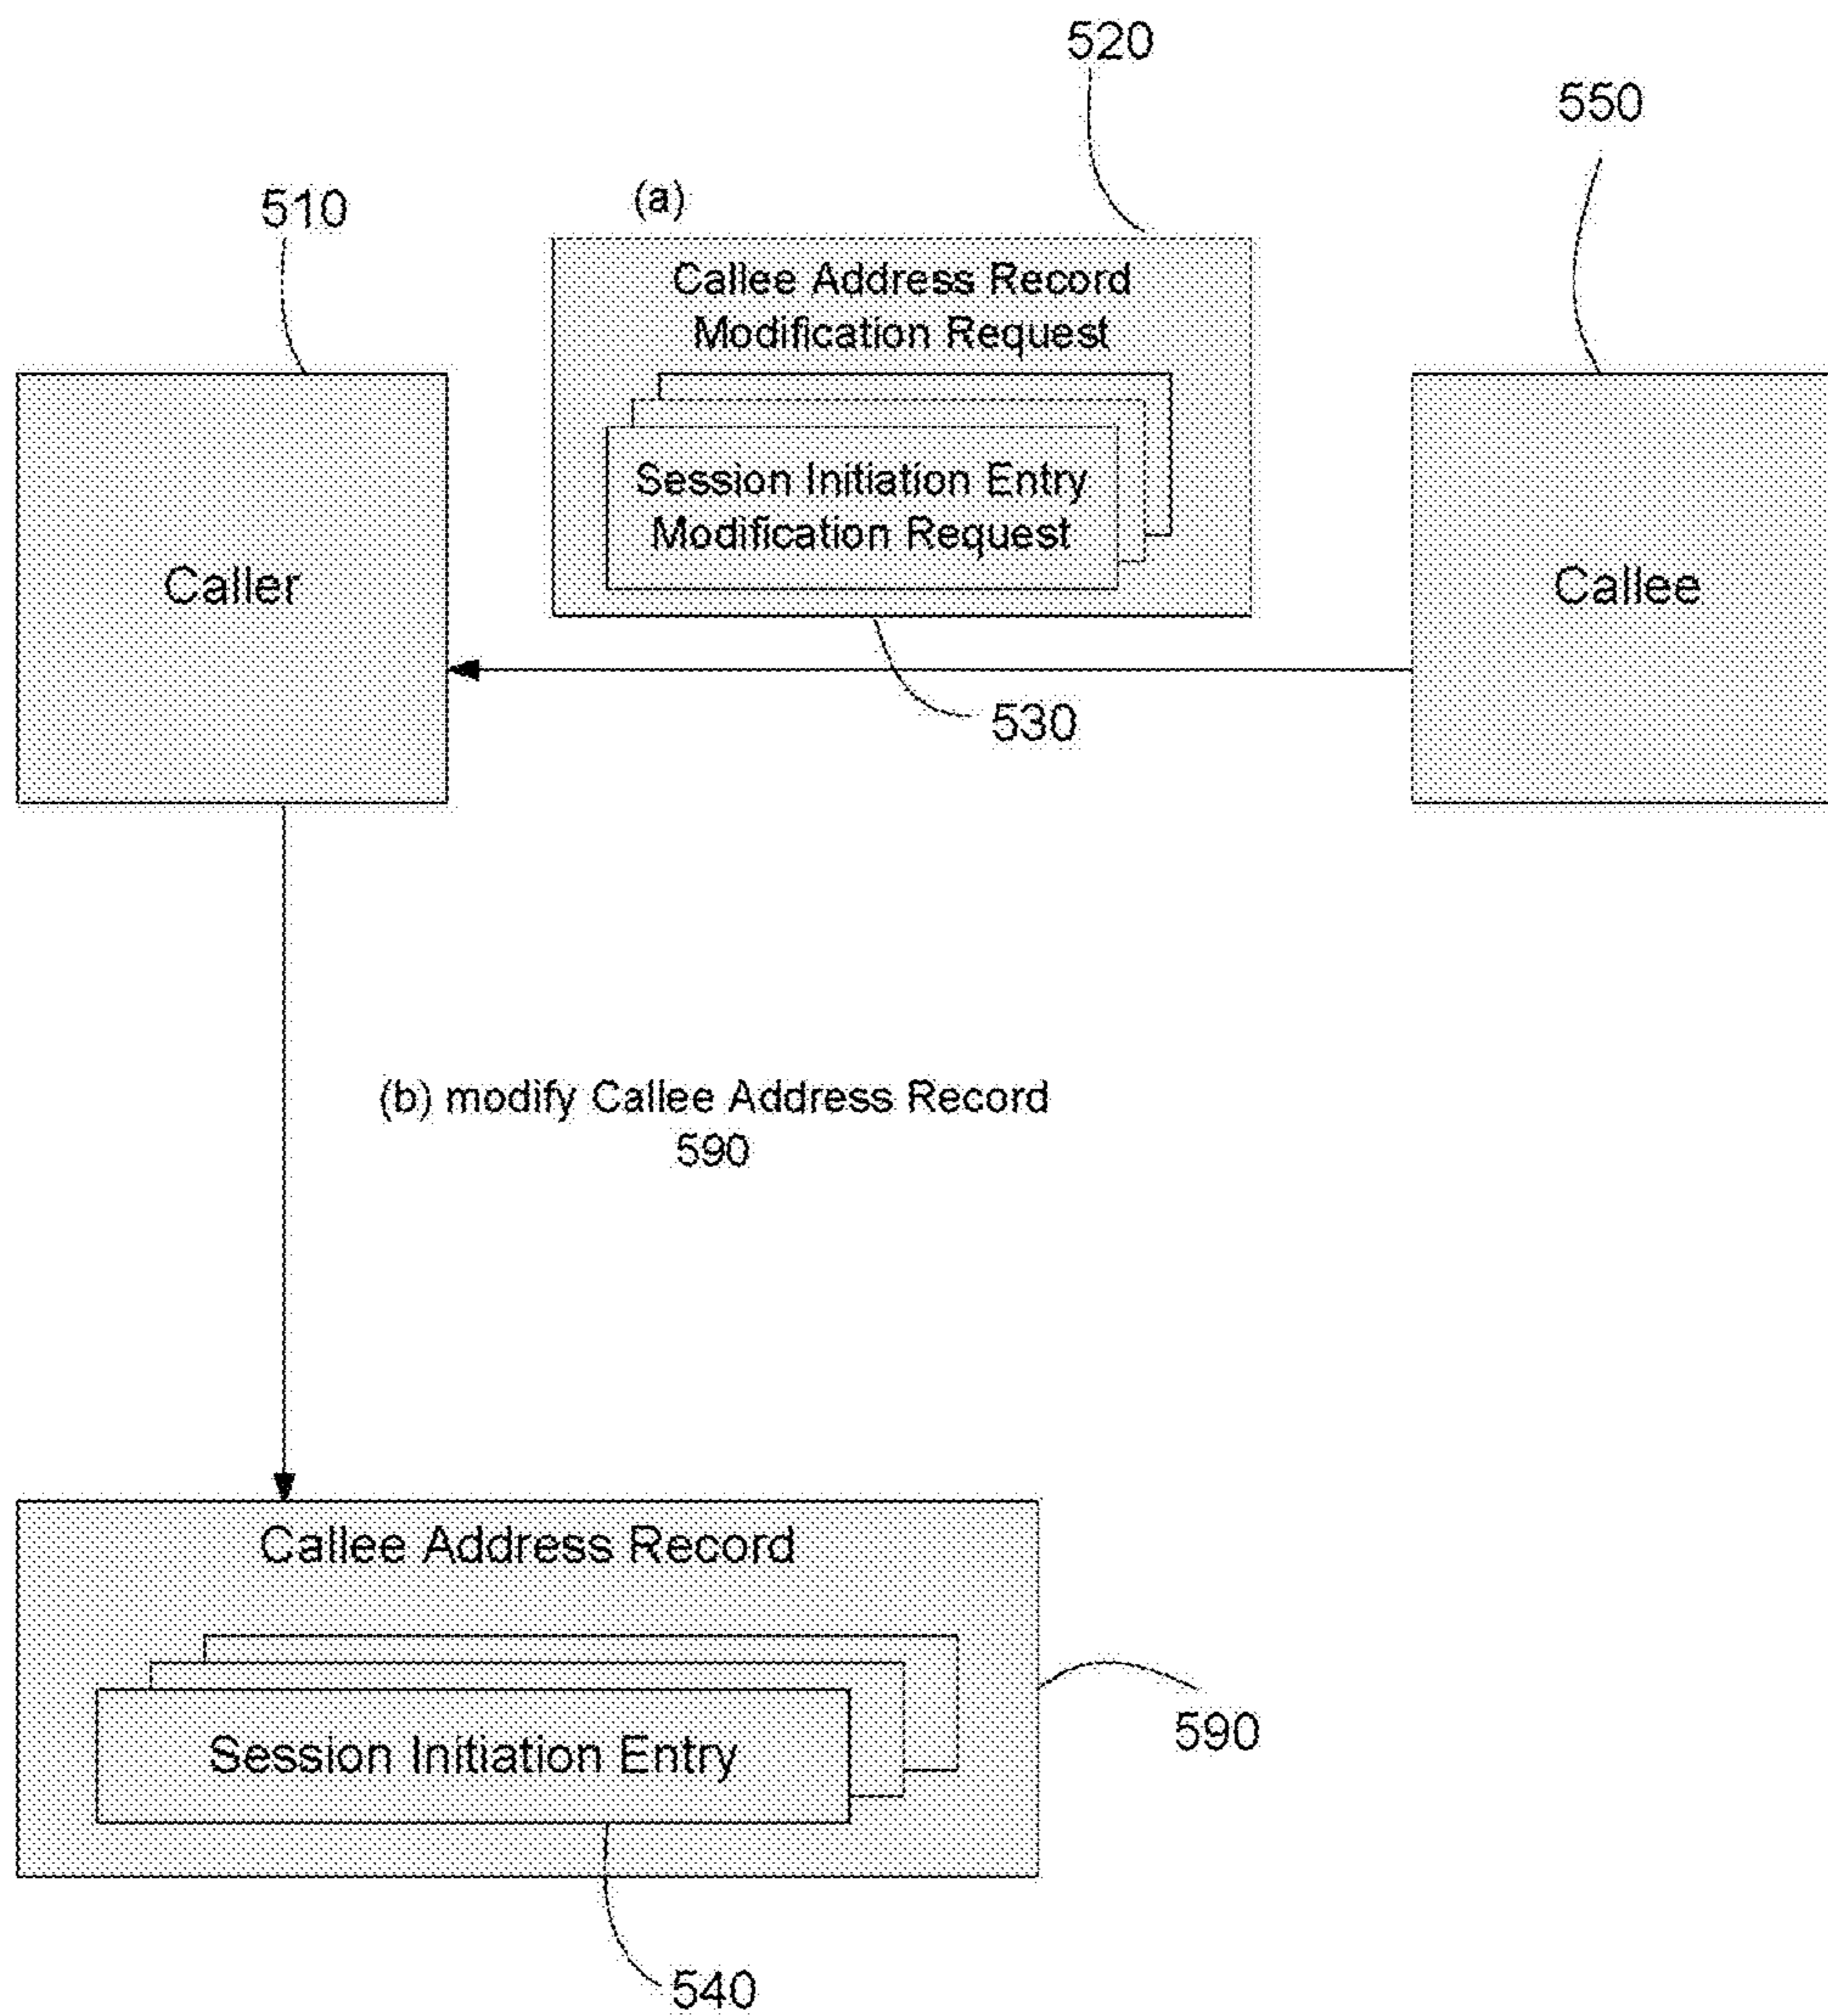 520
550
510
(a)
Callee Address Record
Modification Request
Session Initiation Entry
Modification Request
Caller
Callee
530
(b) modify Callee Address Record
590
Callee Address Record
Session Initiation Entry
590
540